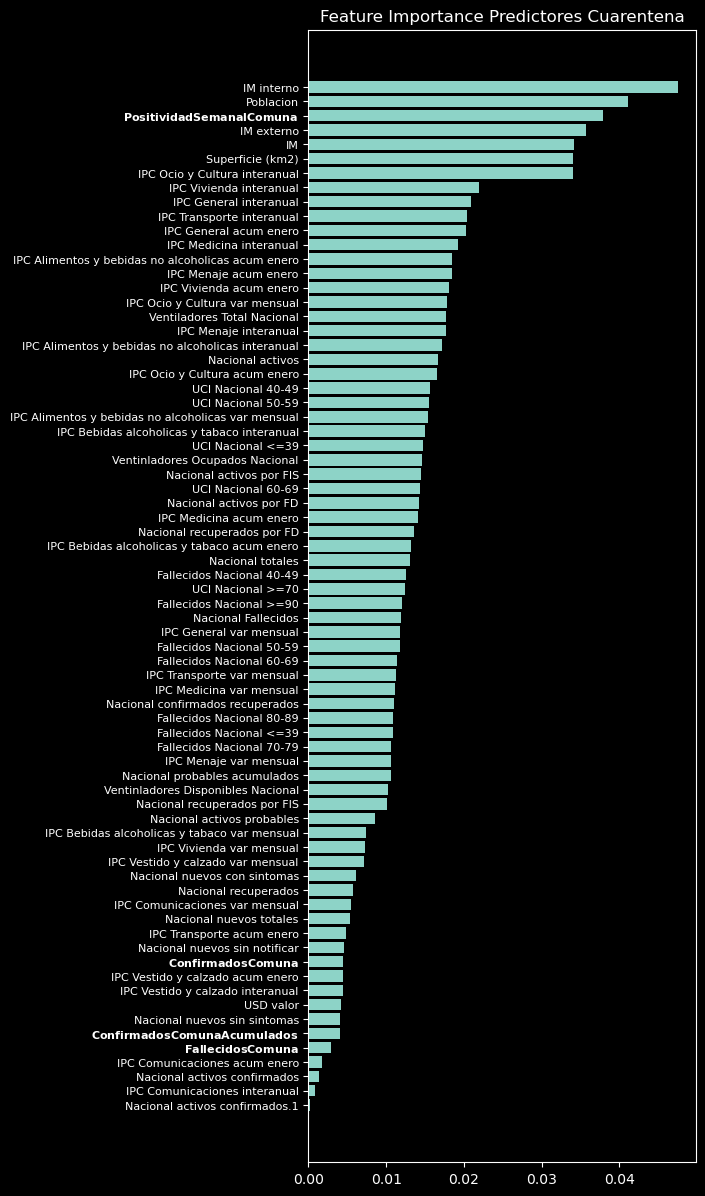 Feature Importance Predictores Cuarentena
IM interno
Poblacion
PositividadSemanalComuna
IM externo
IM
Superficie (km2)
IPC Ocio y Cultura interanual
IPC Vivienda interanual
IPC General interanual
IPC Transporte interanual
IPC General acum enero
IPC Medicina interanual
IPC Alimentos y bebidas no alcoholicas acum enero
IPC Menaje acum enero
IPC Vivienda acum enero
IPC Ocio y Cultura var mensual
Ventiladores Total Nacional
IPC Menaje interanual
IPC Alimentos y bebidas no alcoholicas interanual
Nacional activos
IPC Ocio y Cultura acum enero
UCI Nacional 40-49
UCI Nacional 50-59
IPC Alimentos y bebidas no alcoholicas var mensual
IPC Bebidas alcoholicas y tabaco interanual
UCI Nacional <=39
Ventinladores Ocupados Nacional
Nacional activos por FIS
UCI Nacional 60-69
Nacional activos por FD
IPC Medicina acum enero
Nacional recuperados por FD
IPC Bebidas alcoholicas y tabaco acum enero
Nacional totales
Fallecidos Nacional 40-49
UCI Nacional >=70
Fallecidos Nacional >=90
Nacional Fallecidos
IPC General var mensual
Fallecidos Nacional 50-59
Fallecidos Nacional 60-69
IPC Transporte var mensual
IPC Medicina var mensual
Nacional confirmados recuperados
Fallecidos Nacional 80-89
Fallecidos Nacional <=39
Fallecidos Nacional 70-79
IPC Menaje var mensual
Nacional probables acumulados
Ventinladores Disponibles Nacional
Nacional recuperados por FIS
Nacional activos probables
IPC Bebidas alcoholicas y tabaco var mensual
IPC Vivienda var mensual
IPC Vestido y calzado var mensual
Nacional nuevos con sintomas
Nacional recuperados
IPC Comunicaciones var mensual
Nacional nuevos totales
IPC Transporte acum enero
Nacional nuevos sin notificar
ConfirmadosComuna
IPC Vestido y calzado acum enero
IPC Vestido y calzado interanual
USD valor
Nacional nuevos sin sintomas
ConfirmadosComunaAcumulados
FallecidosComuna
IPC Comunicaciones acum enero
Nacional activos confirmados
IPC Comunicaciones interanual
Nacional activos confirmados.1
0.00 0.01 0.02 0.03 0.04